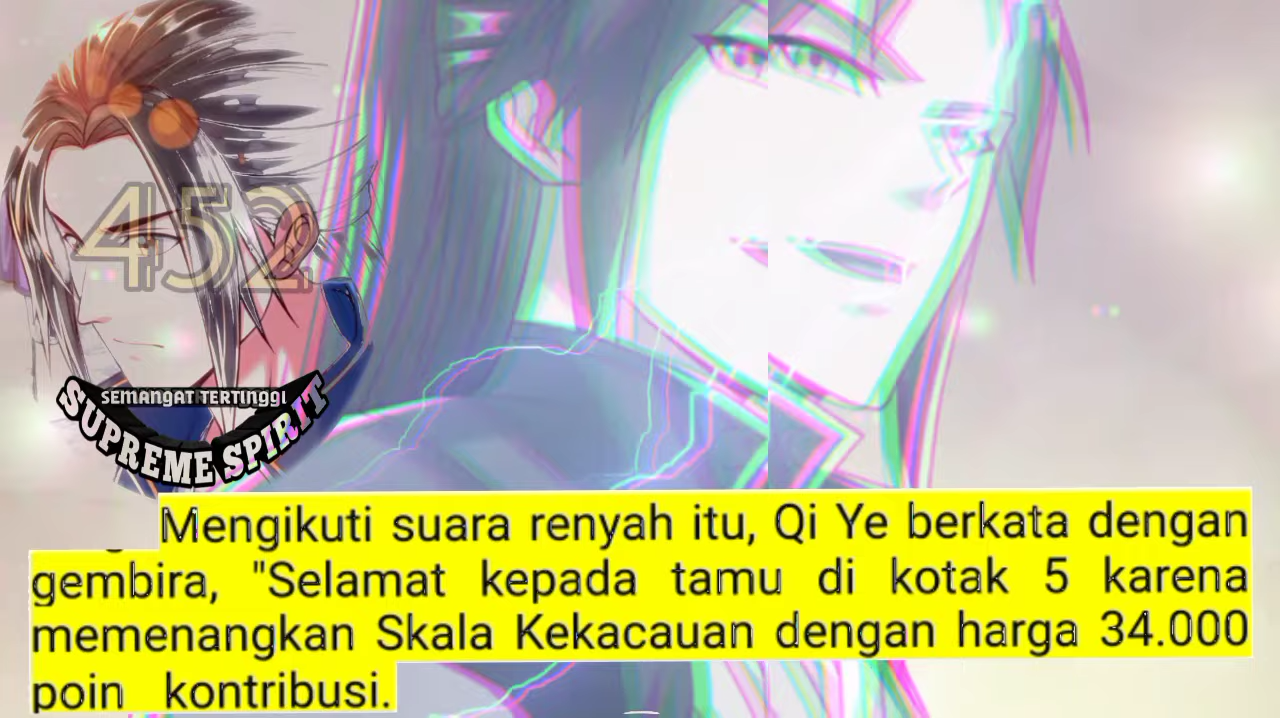 452
SEMANGAT TERTINGGI
SUPREME SPIRIT
Mengikuti suara renyah itu, Qi Ye berkata dengan
gembira, "Selamat kepada tamu di kotak 5 karena
memenangkan Skala Kekacauan dengan harga 34.000
poin kontribusi.